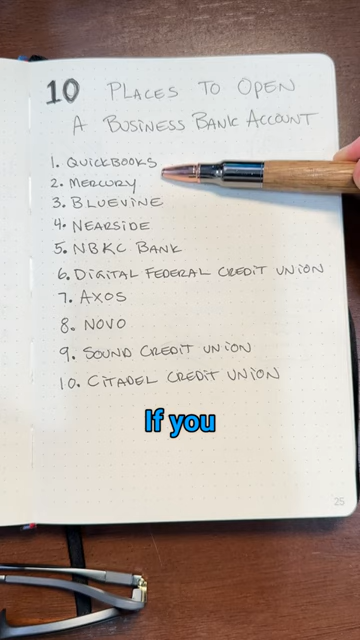 10 PLACES TO OPEN
A BUSINESS BANK ACCOUNT
1. QUICKBOOKS
2. MERCURY
3. BLUEVINE
4. NEARSIDE
5. NBKC BANK
6. DIGITAL FEDERAL CREDIT UNION
7. AXOS
8. NOVO
9. SOUND CREDIT UNION
10. CITADEL CREDIT UNION
If you
25